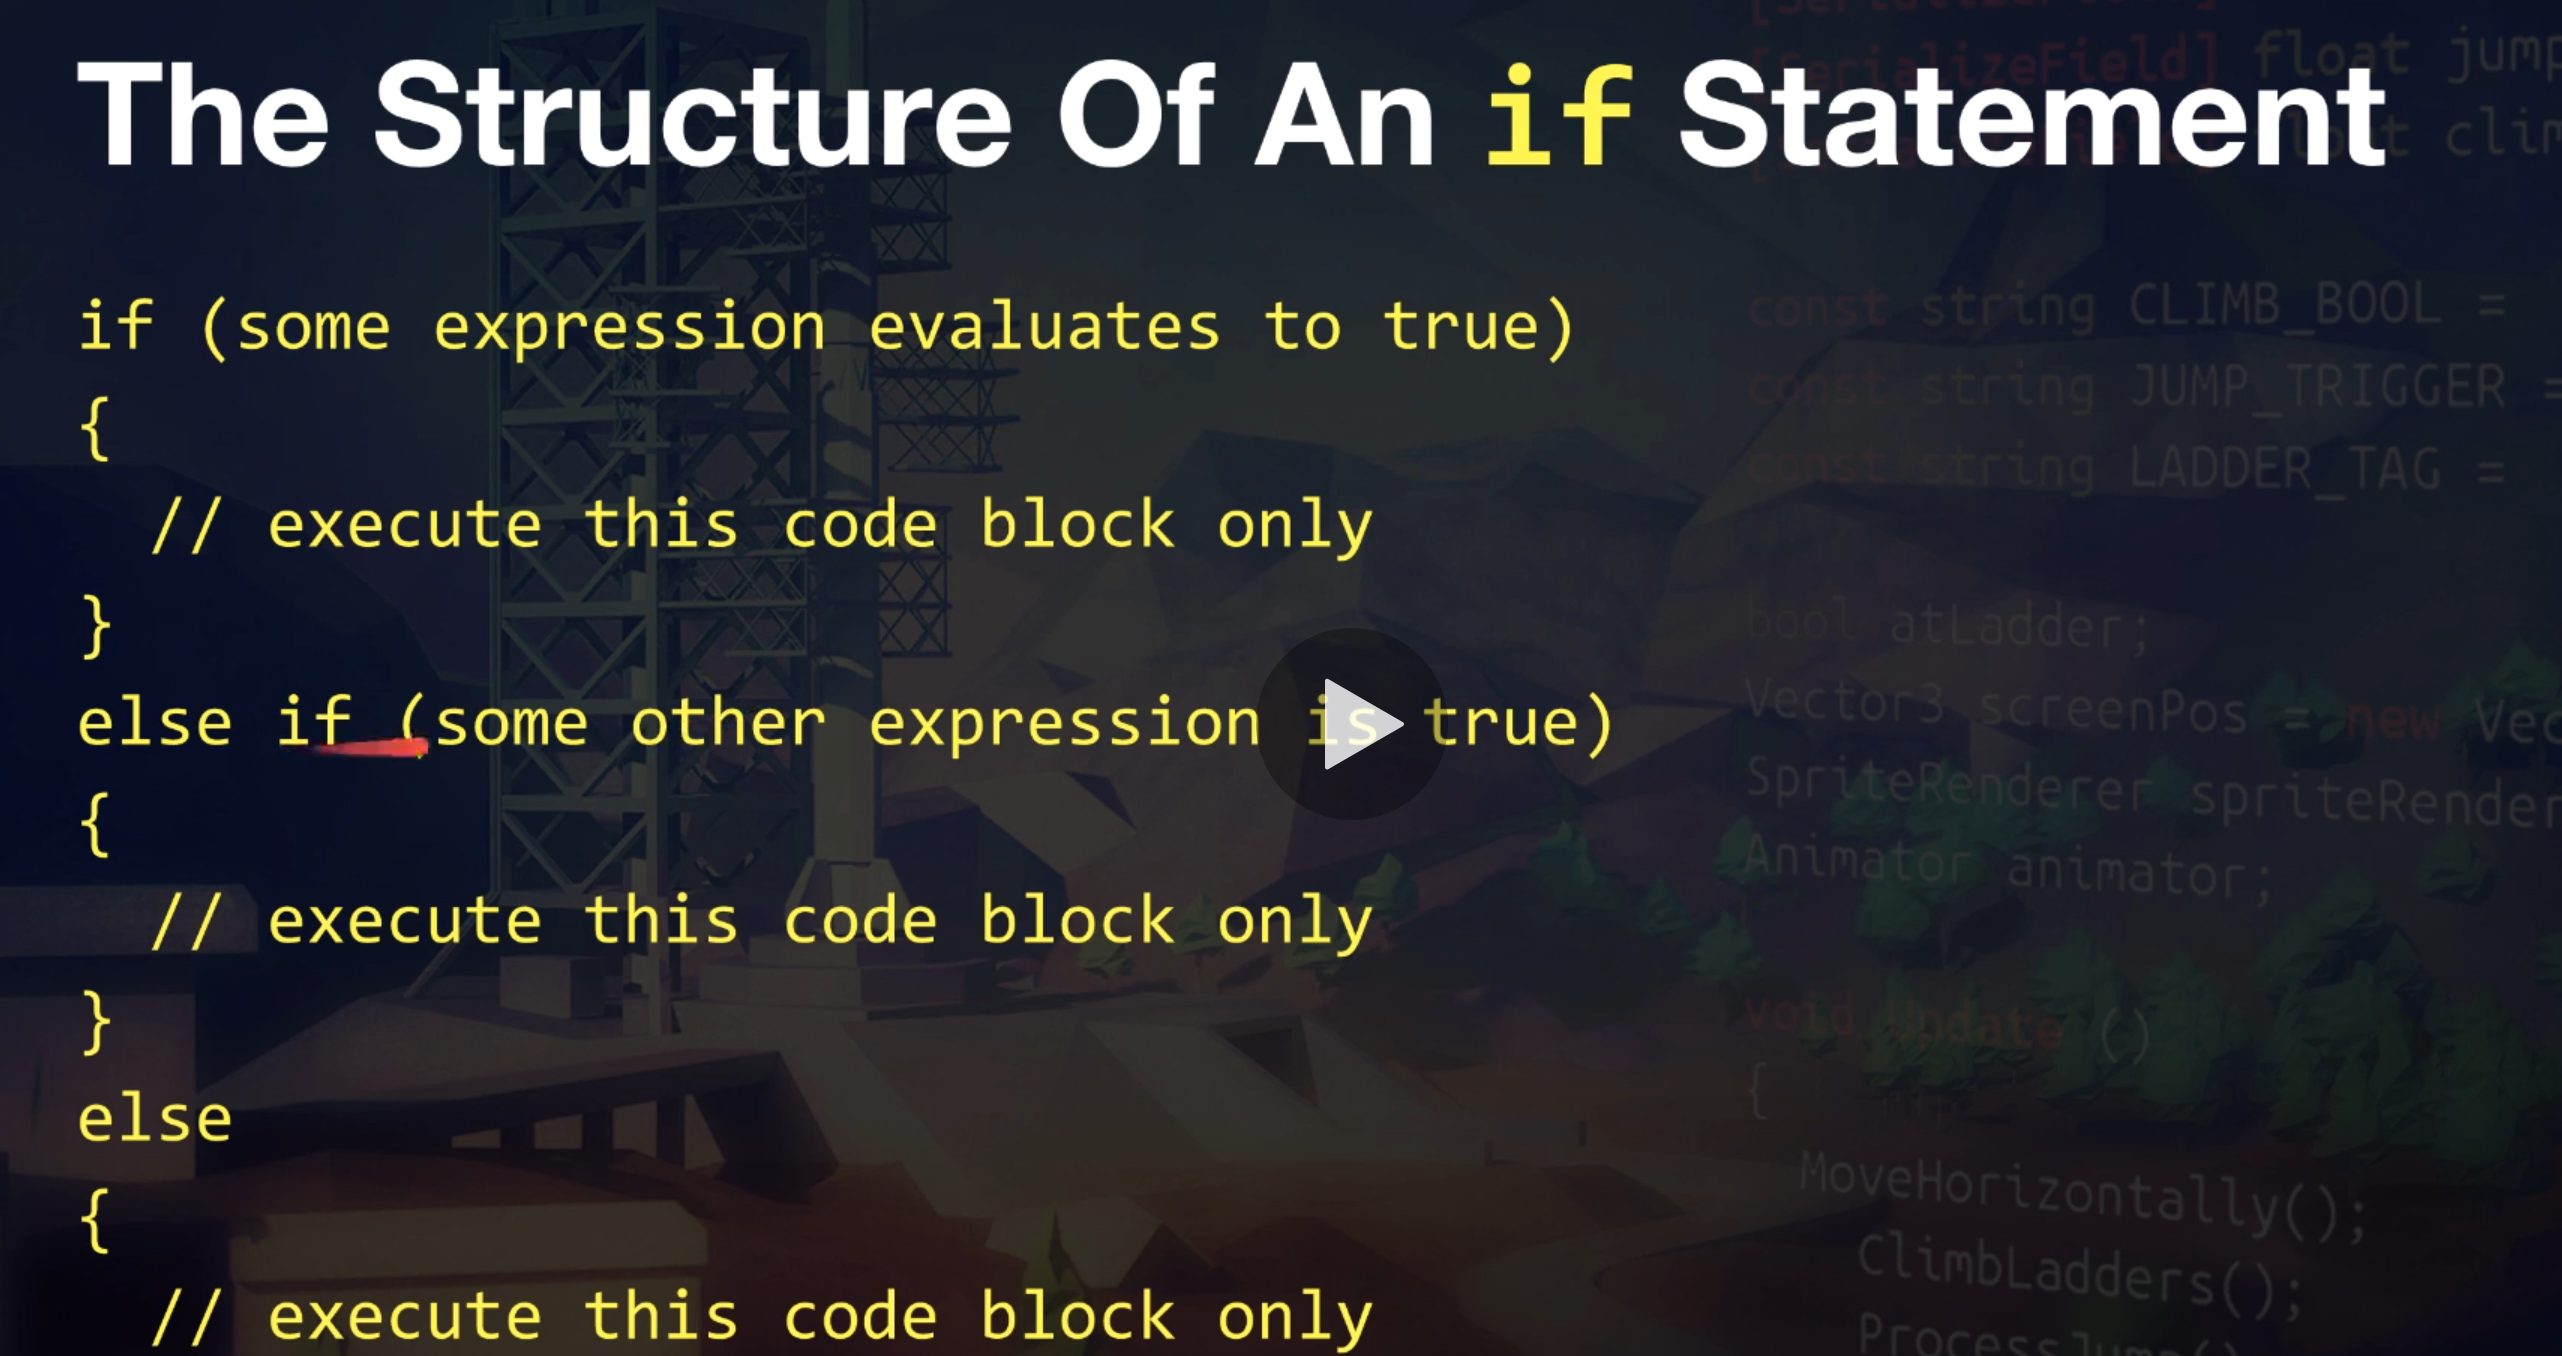 The Structure Of An if Statement
if (some expression evaluates to true)
{
// execute this code block only
}
else if (some other expression is true)
{
// execute this code block only
}
else
{
// execute this code block only
[SerializeField] float jump
float clim
const string CLIMB_BOOL =
const string JUMP_TRIGGER =
const string LADDER_TAG =
bool atLadder;
Vector3 screenPos = new Vec
SpriteRenderer spriteRender
Animator animator;
void Update ()
{
MoveHorizontally();
ClimbLadders();
ProcessJump()